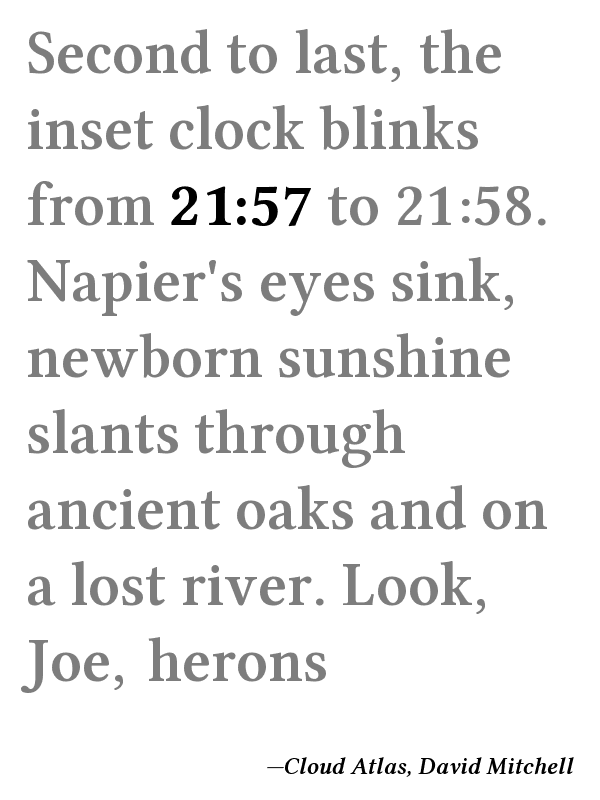 Second to last, the
inset clock blinks
from 21:57 to 21:58.
Napier's eyes sink,
newborn sunshine
slants through
ancient oaks and on
a lost river. Look,
Joe, herons
—Cloud Atlas, David Mitchell